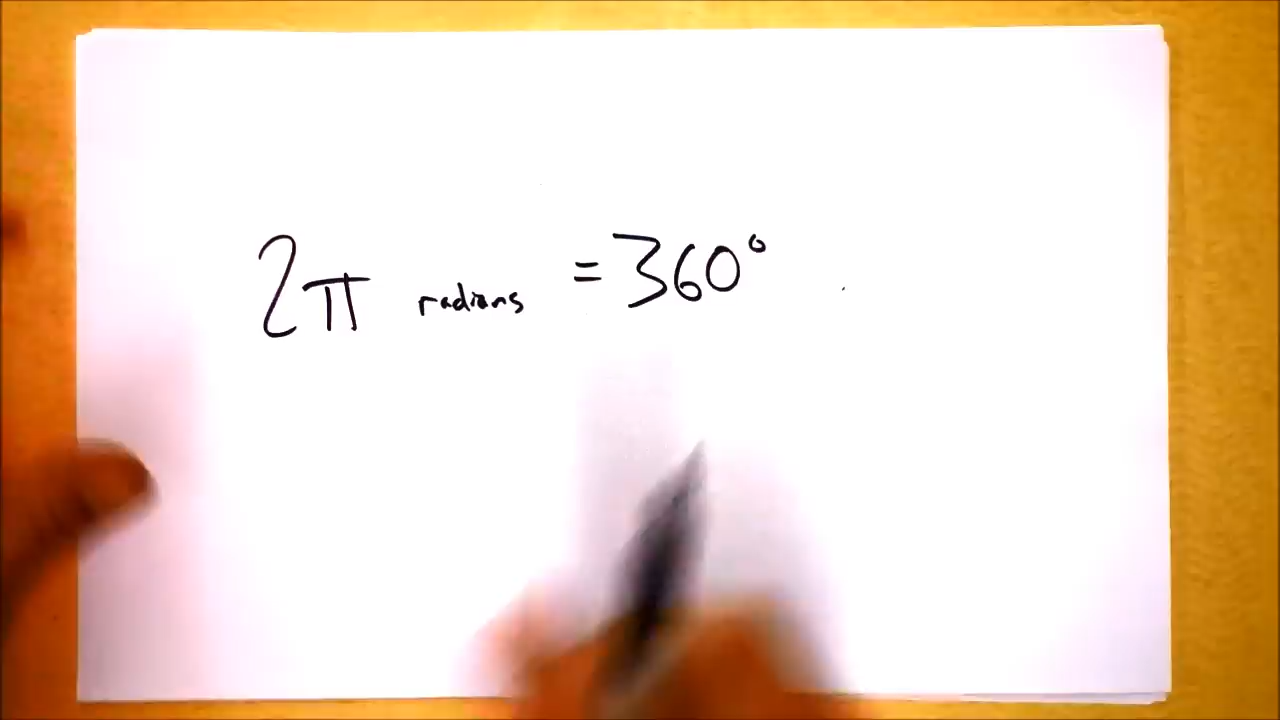 2π radians = 360°